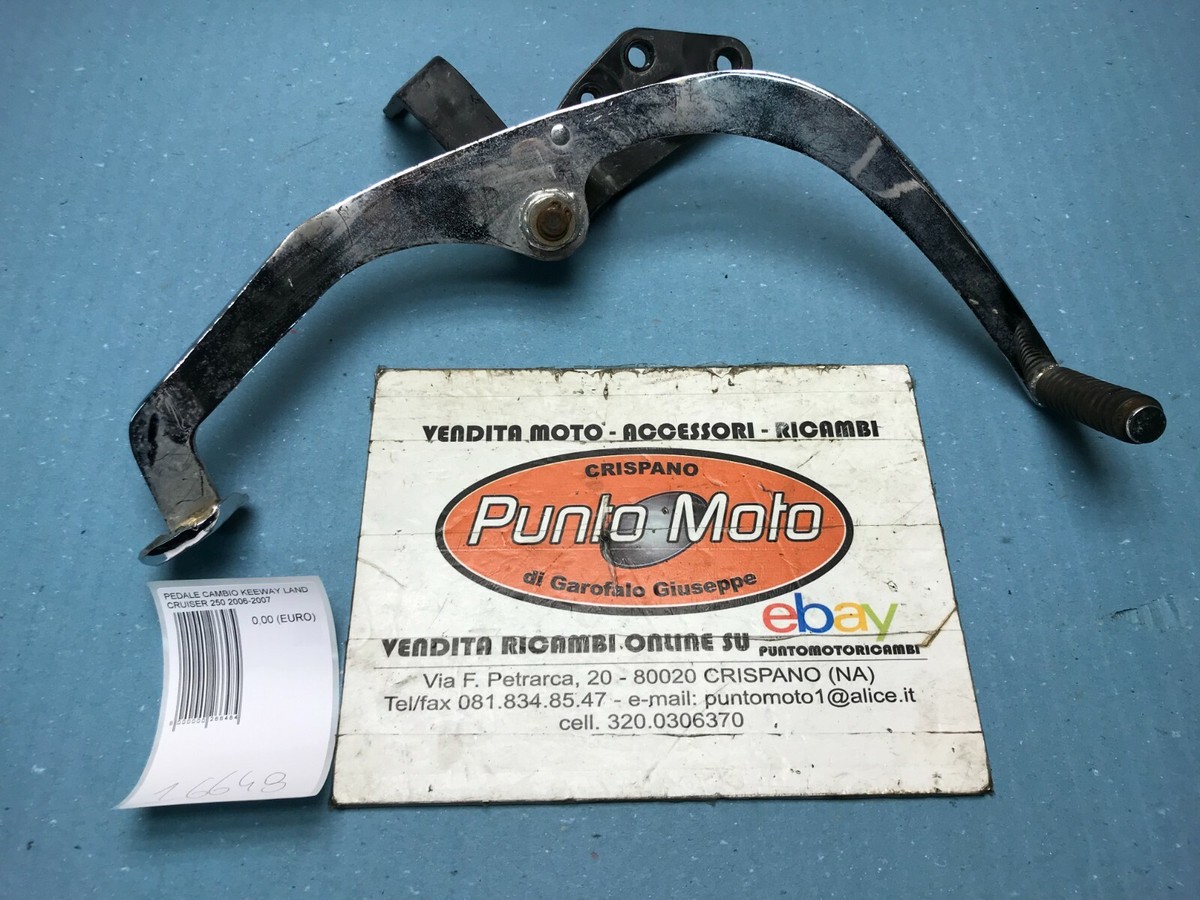 VENDITA MOTO - ACCESSORI - RICAMBI
CRISPANO
Punto Moto
di Garofalo Giuseppe
ebay
VENDITA RICAMBI ONLINE SU PUNTOMOTORICAMBI
Via F. Petrarca, 20 - 80020 CRISPANO (NA)
Tel/fax 081.834.85.47 - e-mail: puntomoto1@alice.it
cell. 320.0306370
PEDALE CAMBIO KEEWAY LAND
CRUISER 250 2006-2007
0,00 (EURO)
16649